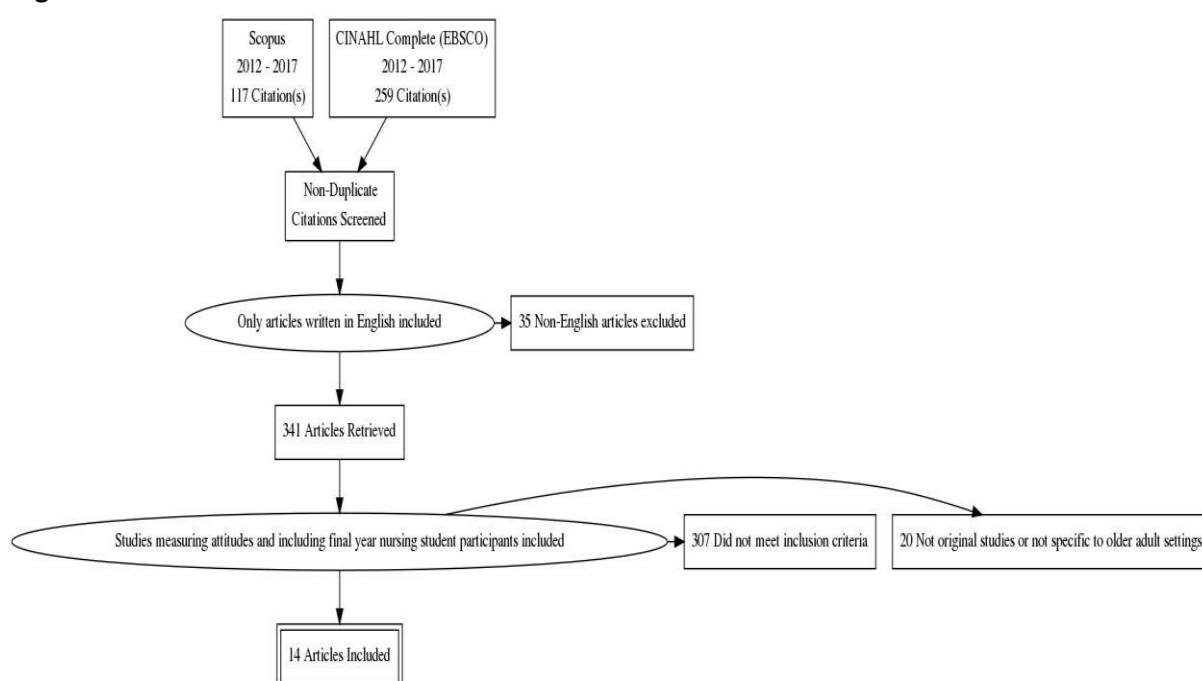 Scopus
2012 - 2017
117 Citation(s)
CINAHL Complete (EBSCO)
2012 - 2017
259 Citation(s)
Non-Duplicate
Citations Screened
Only articles written in English included
35 Non-English articles excluded
341 Articles Retrieved
Studies measuring attitudes and including final year nursing student participants included
307 Did not meet inclusion criteria
20 Not original studies or not specific to older adult settings
14 Articles Included